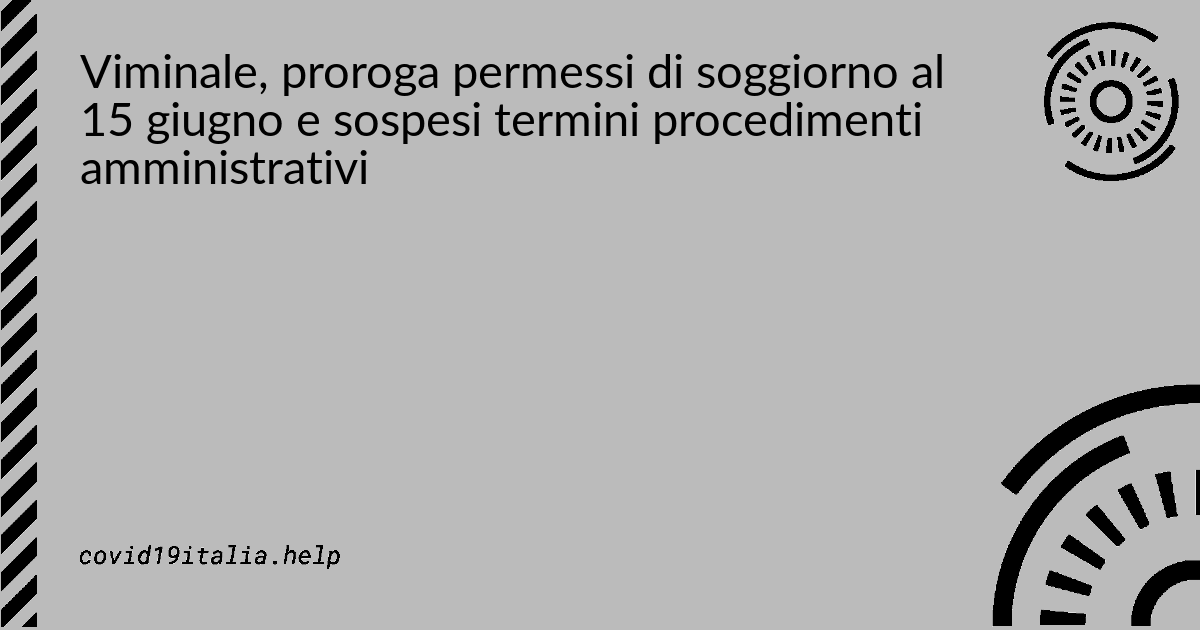 Viminale, proroga permessi di soggiorno al
15 giugno e sospesi termini procedimenti
amministrativi
covid19italia.help